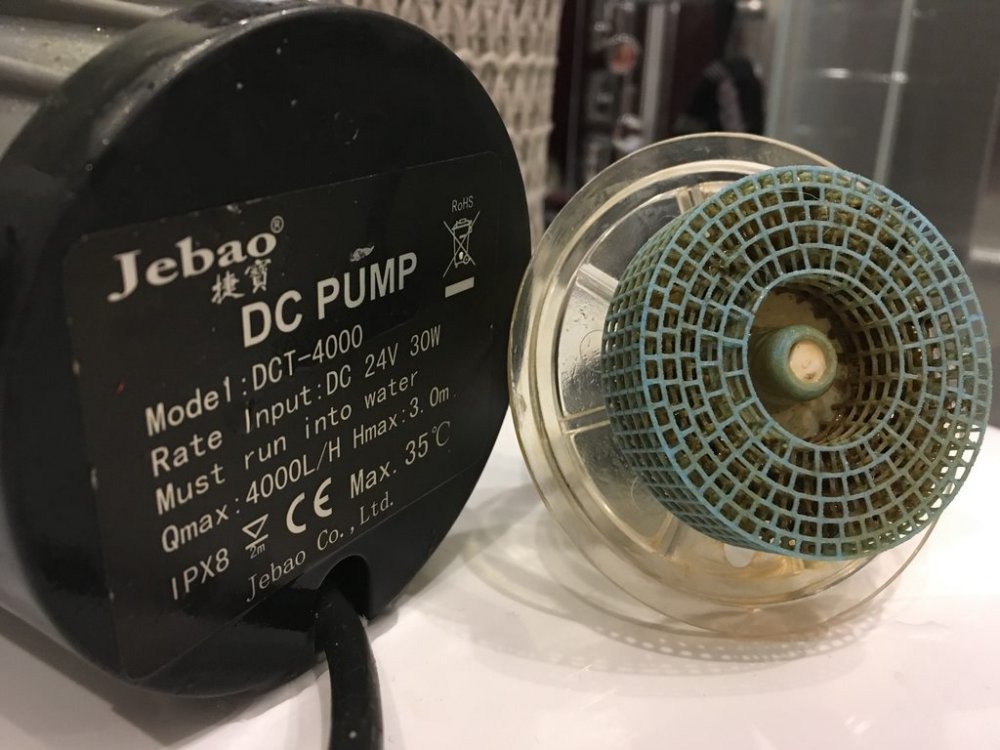 Jebao®
捷寶
RoHS
DC PUMP
Model:DCT-4000
Rate Input:DC 24V 30W
Must run into water
Qmax:4000L/H Hmax:3.0m
IPX8 2m CE Max. 35℃
Jebao Co.,Ltd.